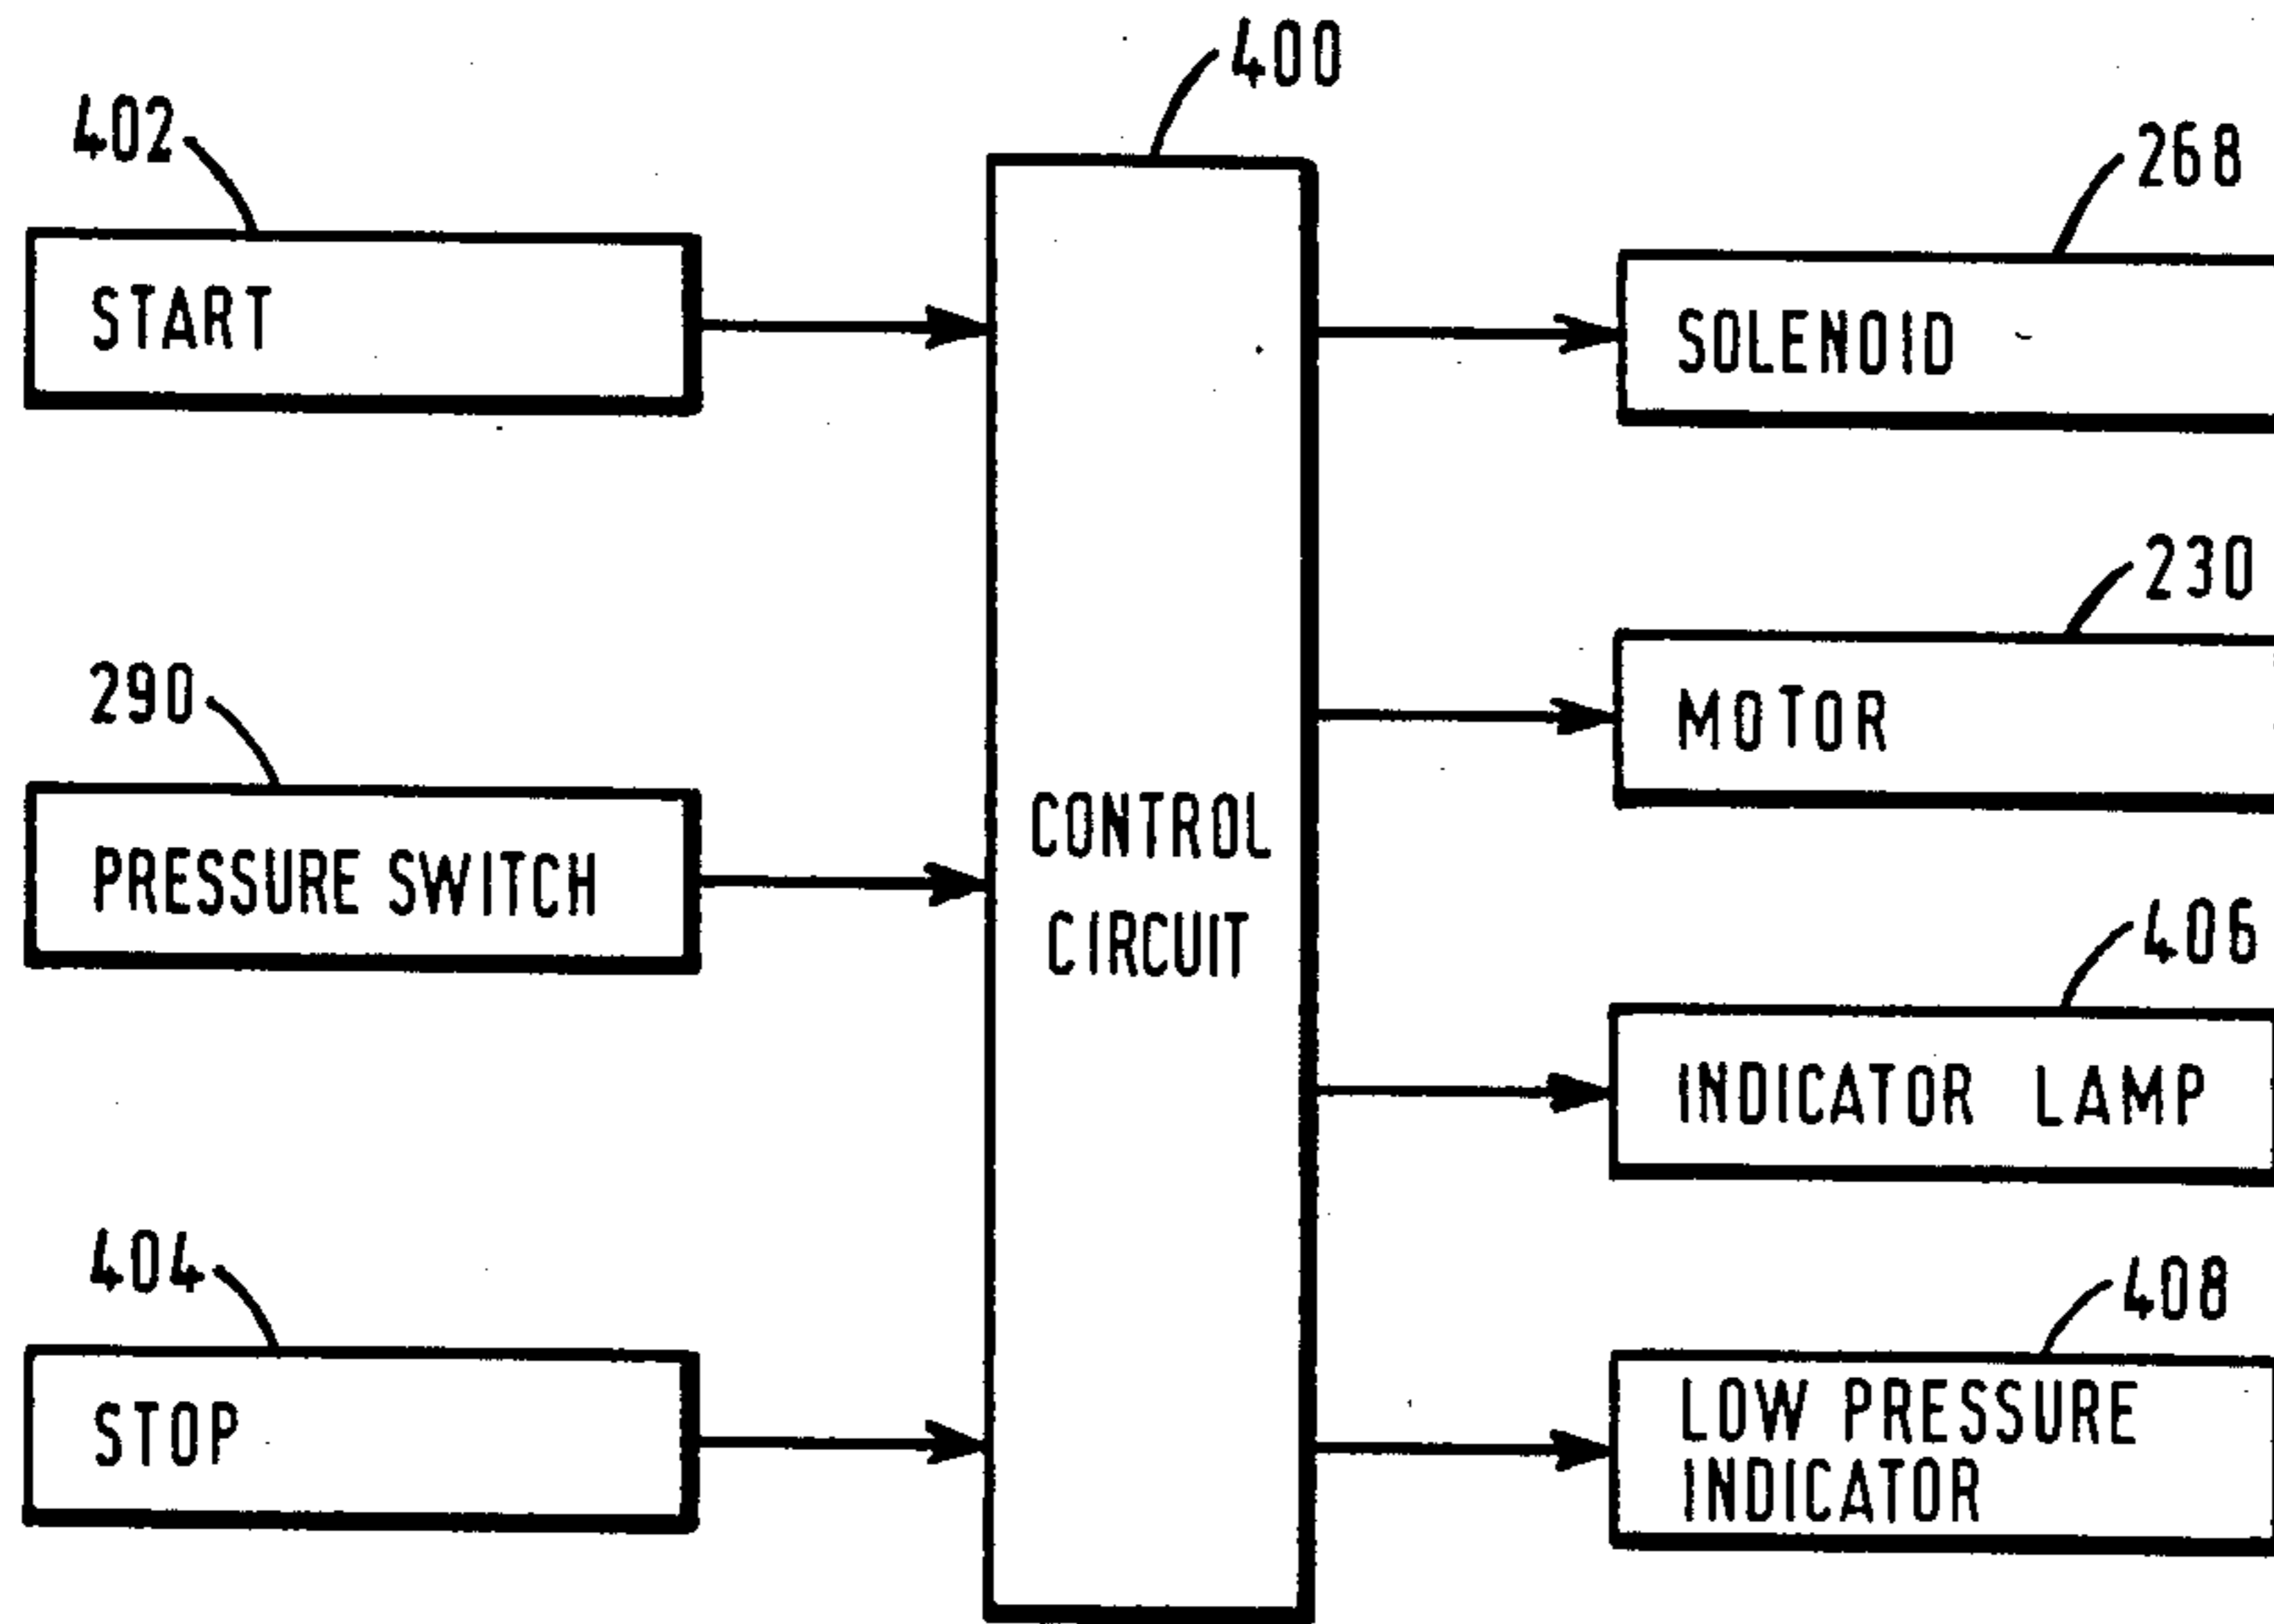 400
402
268
START
SOLENOID
230
290
MOTOR
CONTROL
PRESSURE SWITCH
406
CIRCUIT
INDICATOR LAMP
404
408
STOP
LOW PRESSURE
INDICATOR